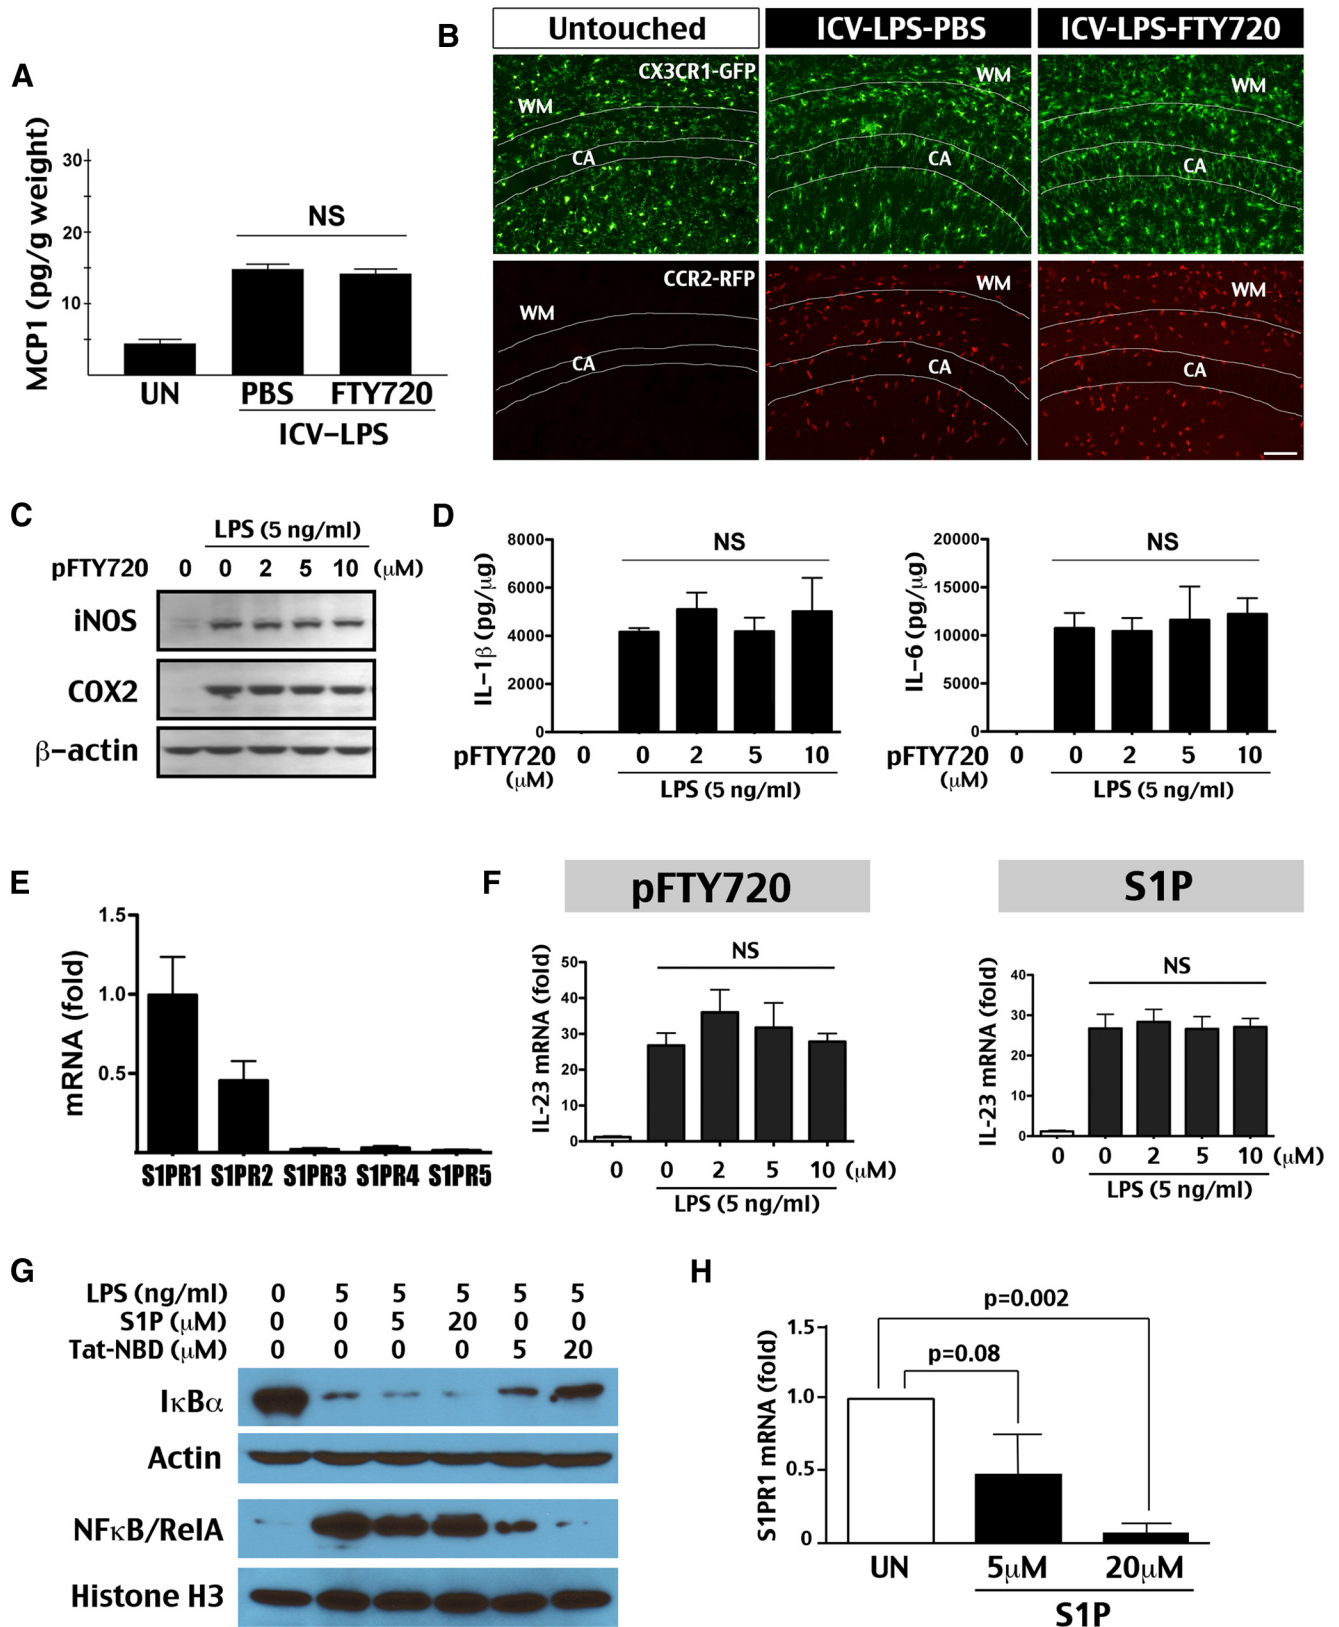 A
MCP1 (pg/g weight)
30
20
10
NS
UN
PBS
FTY720
ICV-LPS
B
Untouched
ICV-LPS-PBS
ICV-LPS-FTY720
CX3CR1-GFP
WM
CA
WM
CA
WM
CA
CCR2-RFP
WM
CA
WM
CA
WM
CA
C
LPS (5 ng/ml)
pFTY720 0 0 2 5 10 (μM)
iNOS
COX2
β-actin
D
IL-1β (pg/μg)
8000
6000
4000
2000
0
NS
pFTY720 (μM) 0 0 2 5 10
LPS (5 ng/ml)
IL-6 (pg/μg)
20000
15000
10000
5000
0
NS
pFTY720 (μM) 0 0 2 5 10
LPS (5 ng/ml)
E
mRNA (fold)
1.5
1.0
0.5
S1PR1 S1PR2 S1PR3 S1PR4 S1PR5
F
pFTY720
IL-23 mRNA (fold)
50
40
30
20
10
0
NS
0 0 2 5 10 (μM)
LPS (5 ng/ml)
S1P
IL-23 mRNA (fold)
40
30
20
10
0
NS
0 0 2 5 10 (μM)
LPS (5 ng/ml)
G
LPS (ng/ml) 0 5 5 5 5 5
S1P (μM) 0 0 5 20 0 0
Tat-NBD (μM) 0 0 0 0 5 20
IκBα
Actin
NFκB/RelA
Histone H3
H
S1PR1 mRNA (fold)
1.5
1.0
0.5
0
p=0.002
p=0.08
UN
5μM
20μM
S1P